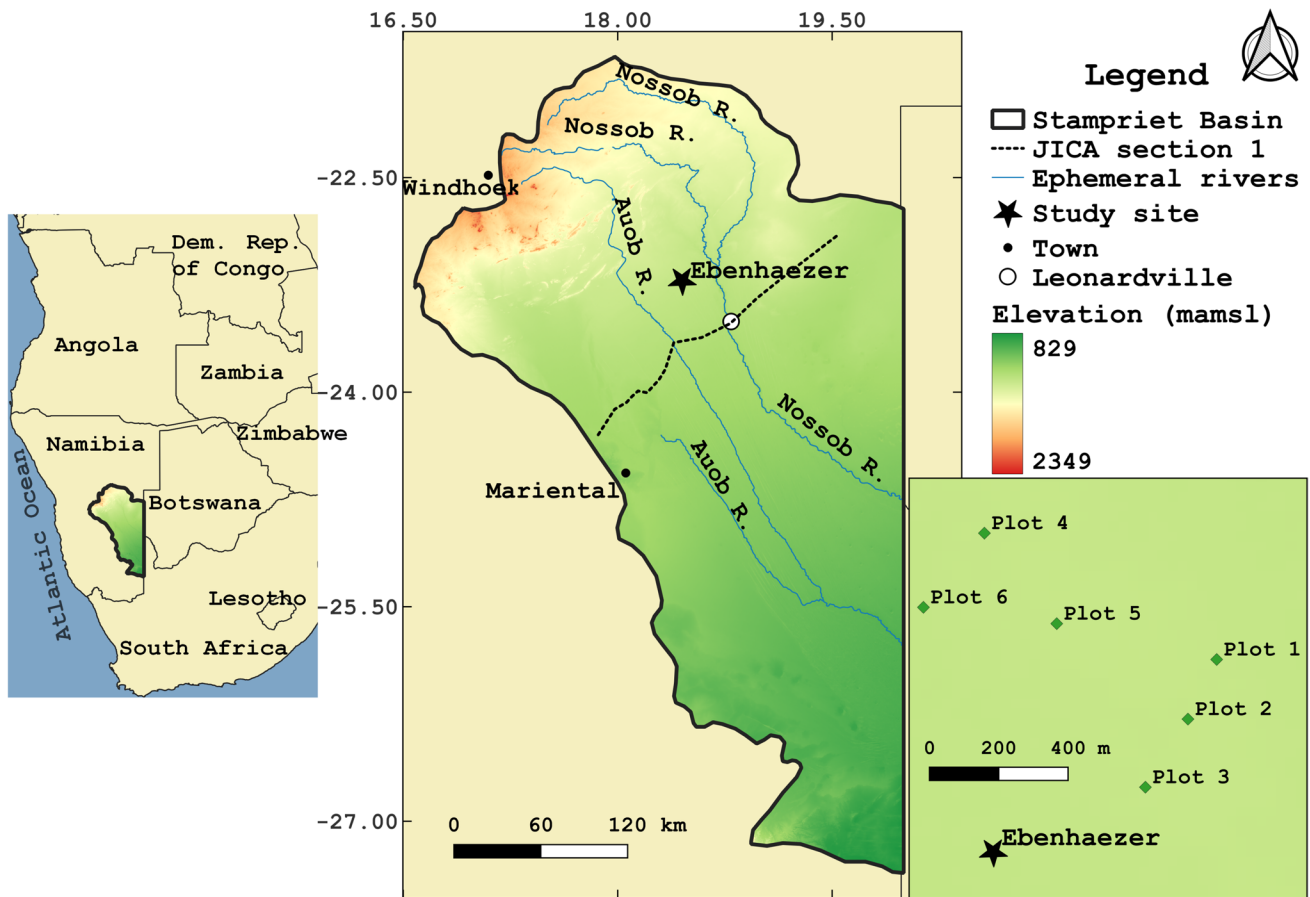 16.50
18.00
19.50
-22.50
-24.00
-25.50
-27.00
Dem. Rep.
of Congo
Angola
Zambia
Zimbabwe
Namibia
Botswana
Lesotho
South Africa
Atlantic Ocean
Nossob R.
Nossob R.
Windhoek
Auob R.
Ebenhaezer
Nossob R.
Auob R.
Mariental
0 60 120 km
Legend
Stampriet Basin
JICA section 1
Ephemeral rivers
Study site
Town
Leonardville
Elevation (mamsl)
829
2349
Plot 4
Plot 6
Plot 5
Plot 1
Plot 2
0 200 400 m
Plot 3
Ebenhaezer